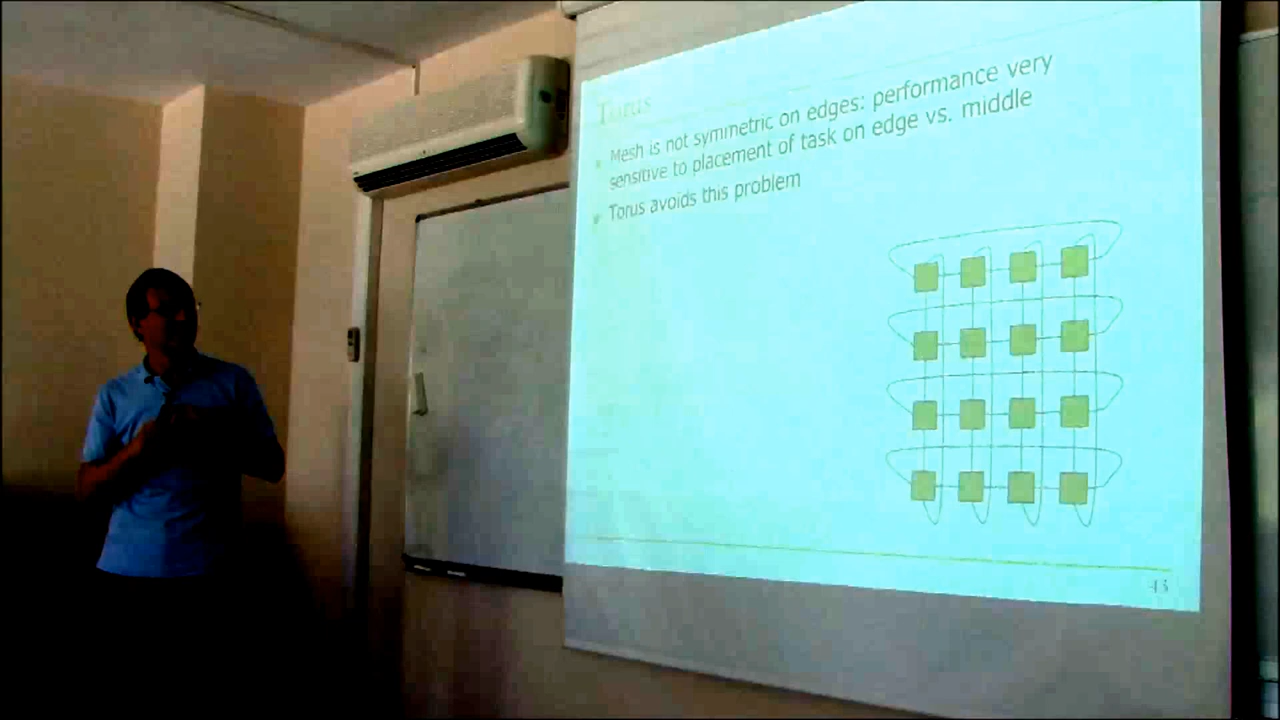 Torus
Mesh is not symmetric on edges: performance very
sensitive to placement of task on edge vs. middle
Torus avoids this problem
43